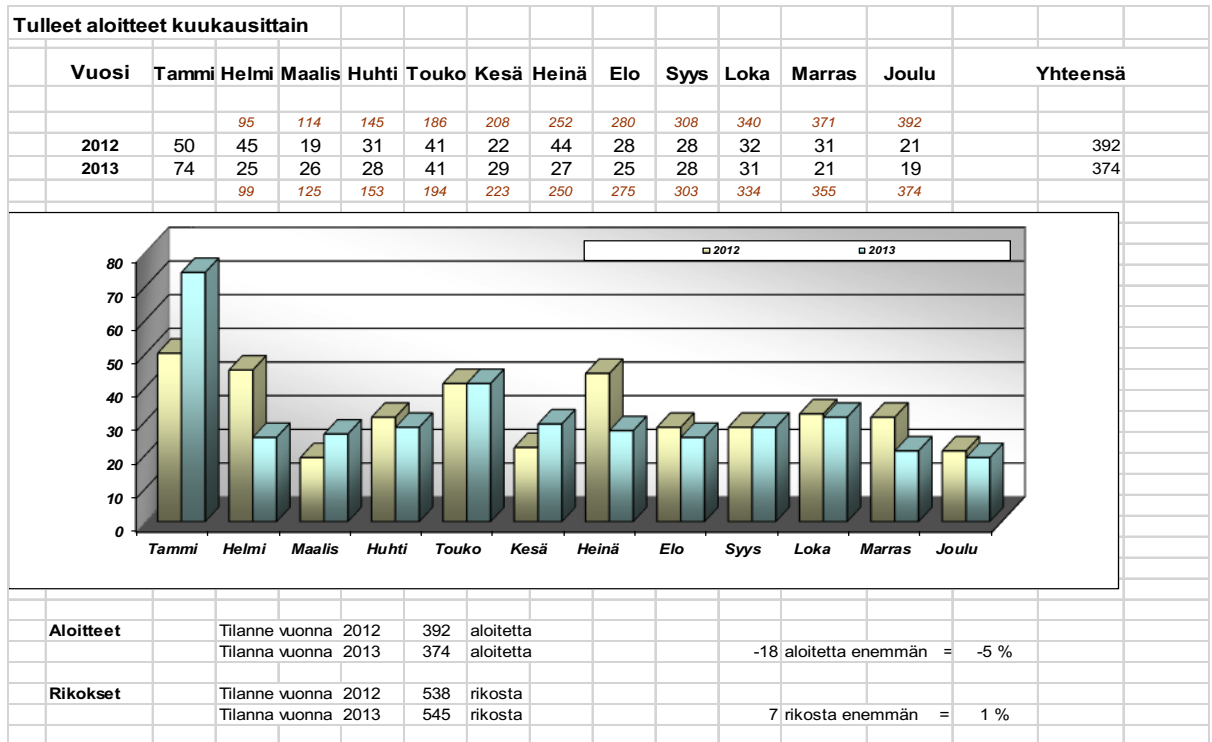 Tulleet aloitteet kuukausittain
Vuosi Tammi Helmi Maalis Huhti Touko Kesä Heinä Elo Syys Loka Marras Joulu Yhteensä
95 114 145 186 208 252 280 308 340 371 392
2012 50 45 19 31 41 22 44 28 28 32 31 21 392
2013 74 25 26 28 41 29 27 25 28 31 21 19 374
99 125 153 194 223 250 275 303 334 355 374
2012 2013
80
70
60
50
40
30
20
10
0
Tammi Helmi Maalis Huhti Touko Kesä Heinä Elo Syys Loka Marras Joulu
Aloitteet Tilanne vuonna 2012 392 aloitetta
Tilanna vuonna 2013 374 aloitetta -18 aloitetta enemmän = -5 %
Rikokset Tilanne vuonna 2012 538 rikosta
Tilanna vuonna 2013 545 rikosta 7 rikosta enemmän = 1 %